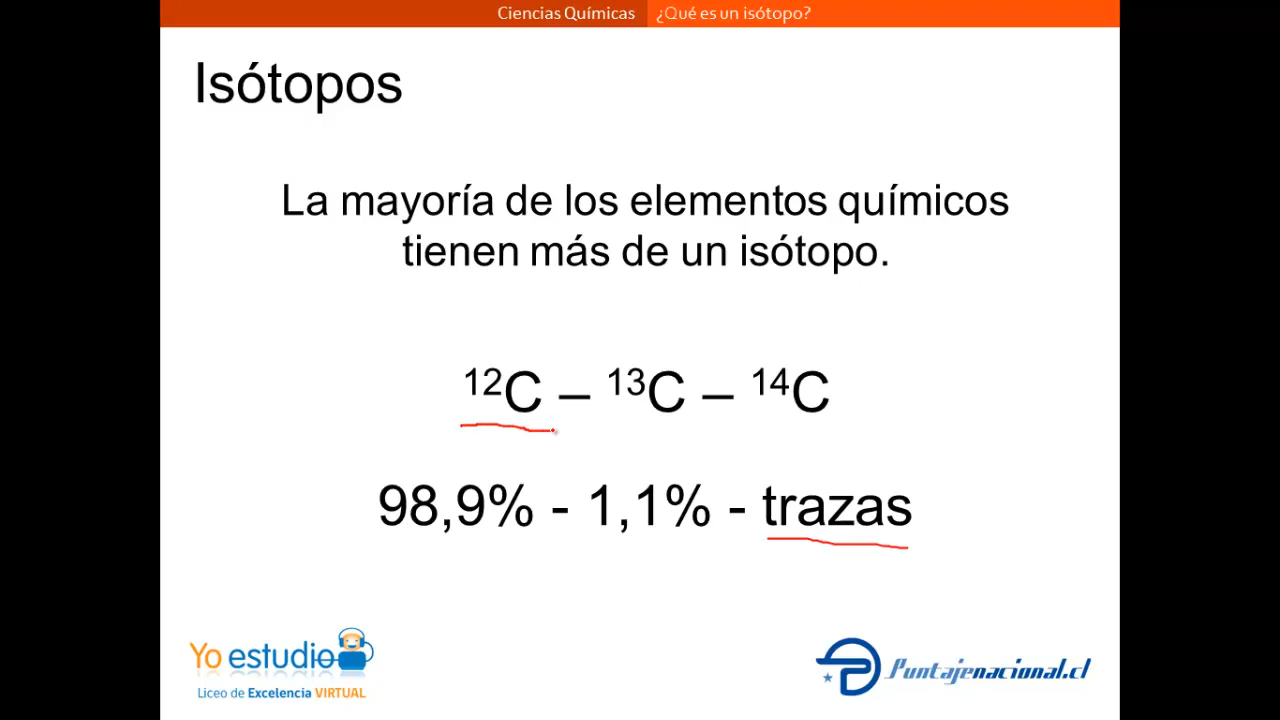 Ciencias Químicas ¿Qué es un isótopo?
Isótopos
La mayoría de los elementos químicos
tienen más de un isótopo.
¹²C – ¹³C – ¹⁴C
98,9% - 1,1% - trazas
Yo estudio
Liceo de Excelencia VIRTUAL
Puntajenacional.cl